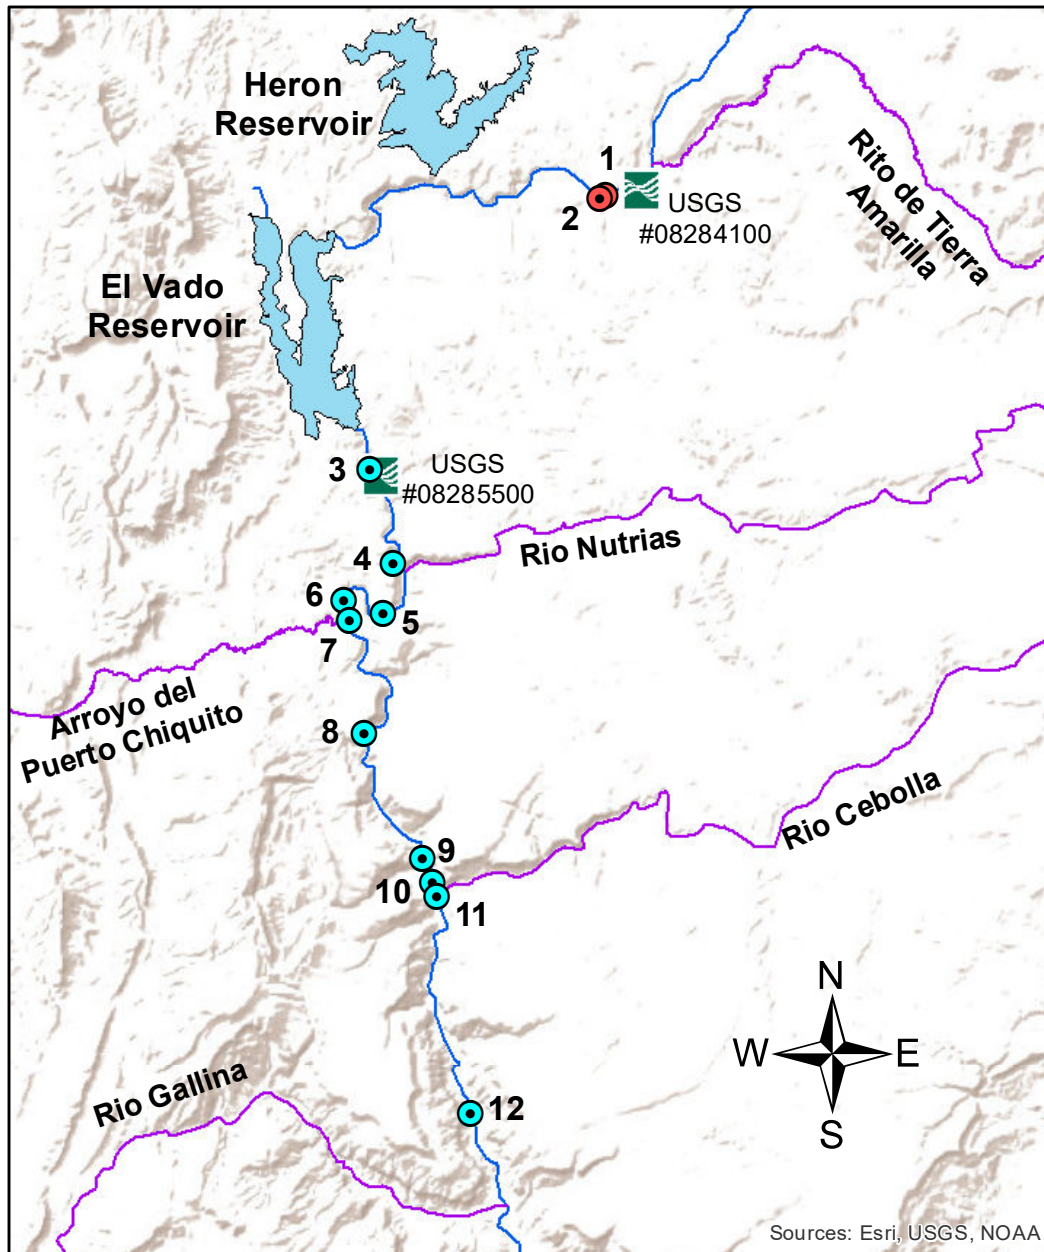 Heron
Reservoir
1
2
USGS
#08284100
Rito de Tierra
Amarilla
El Vado
Reservoir
3
USGS
#08285500
4
Rio Nutrias
6
5
7
Arroyo del
Puerto Chiquito
8
Rio Cebolla
9
10
11
N
W
E
S
Rio Gallina
12
Sources: Esri, USGS, NOAA